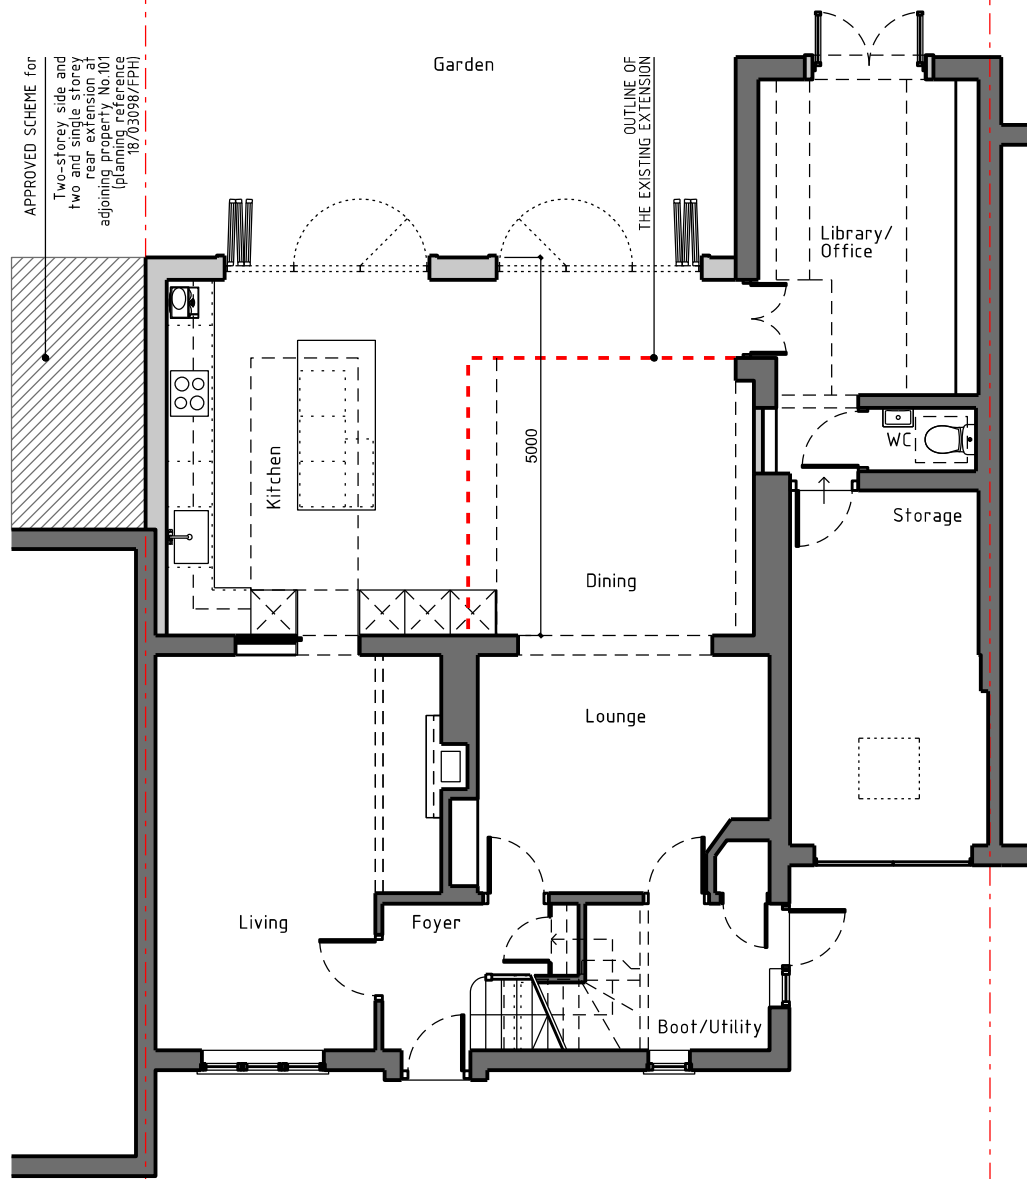 Garden
APPROVED SCHEME for
Two-storey side and
two and single storey
rear extension at
adjoining property No.101
(planning reference
18/03098/FPH)
OUTLINE OF
THE EXISTING EXTENSION
Library/
Office
WC
Storage
Kitchen
5000
Dining
Lounge
Living
Foyer
Boot/Utility